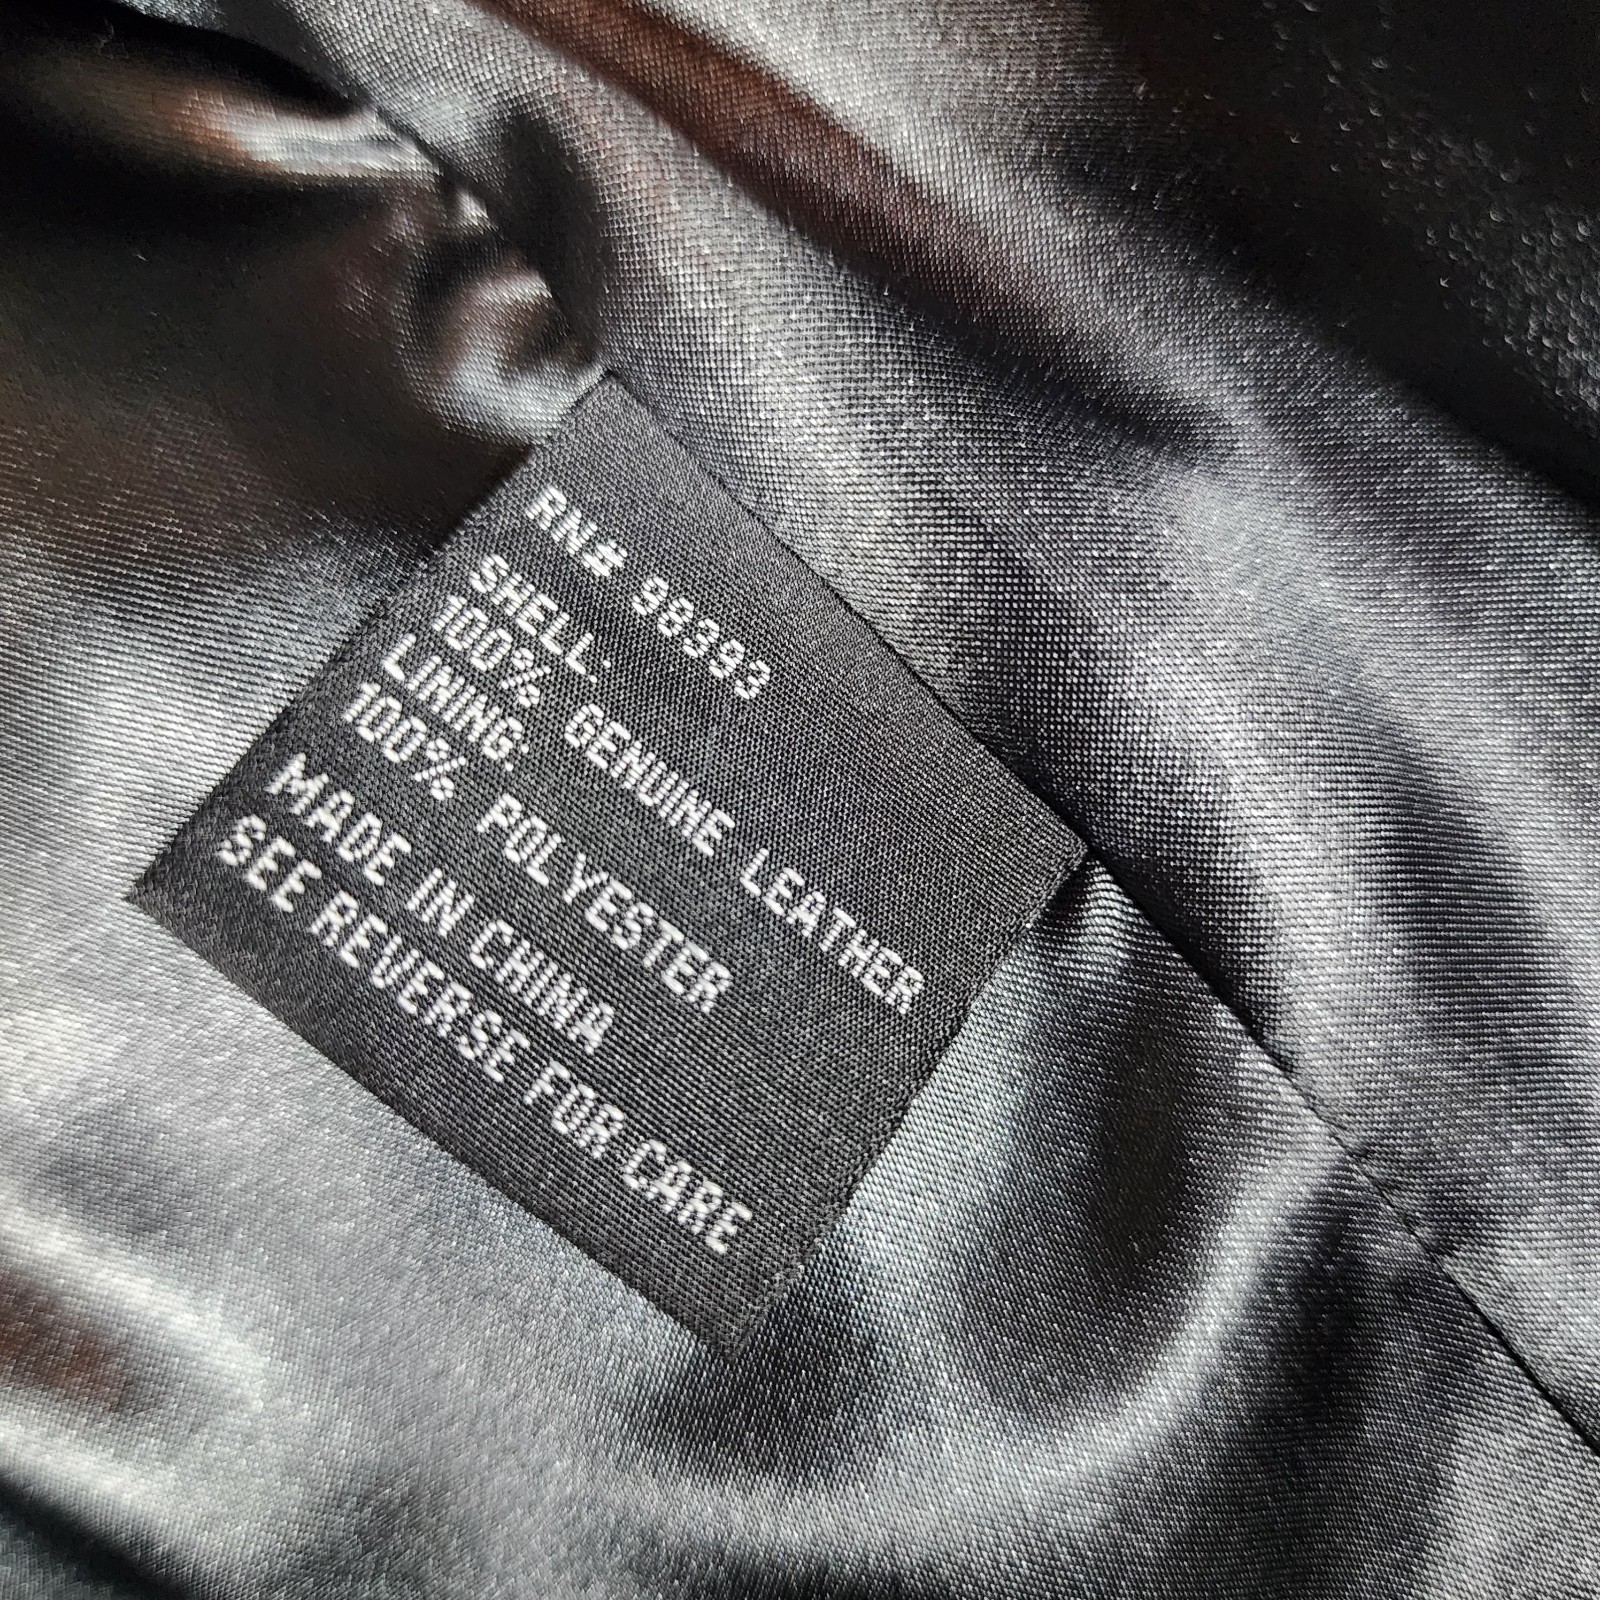 RN# 98393
SHELL:
100% GENUINE LEATHER
LINING:
100% POLYESTER
MADE IN CHINA
SEE REVERSE FOR CARE